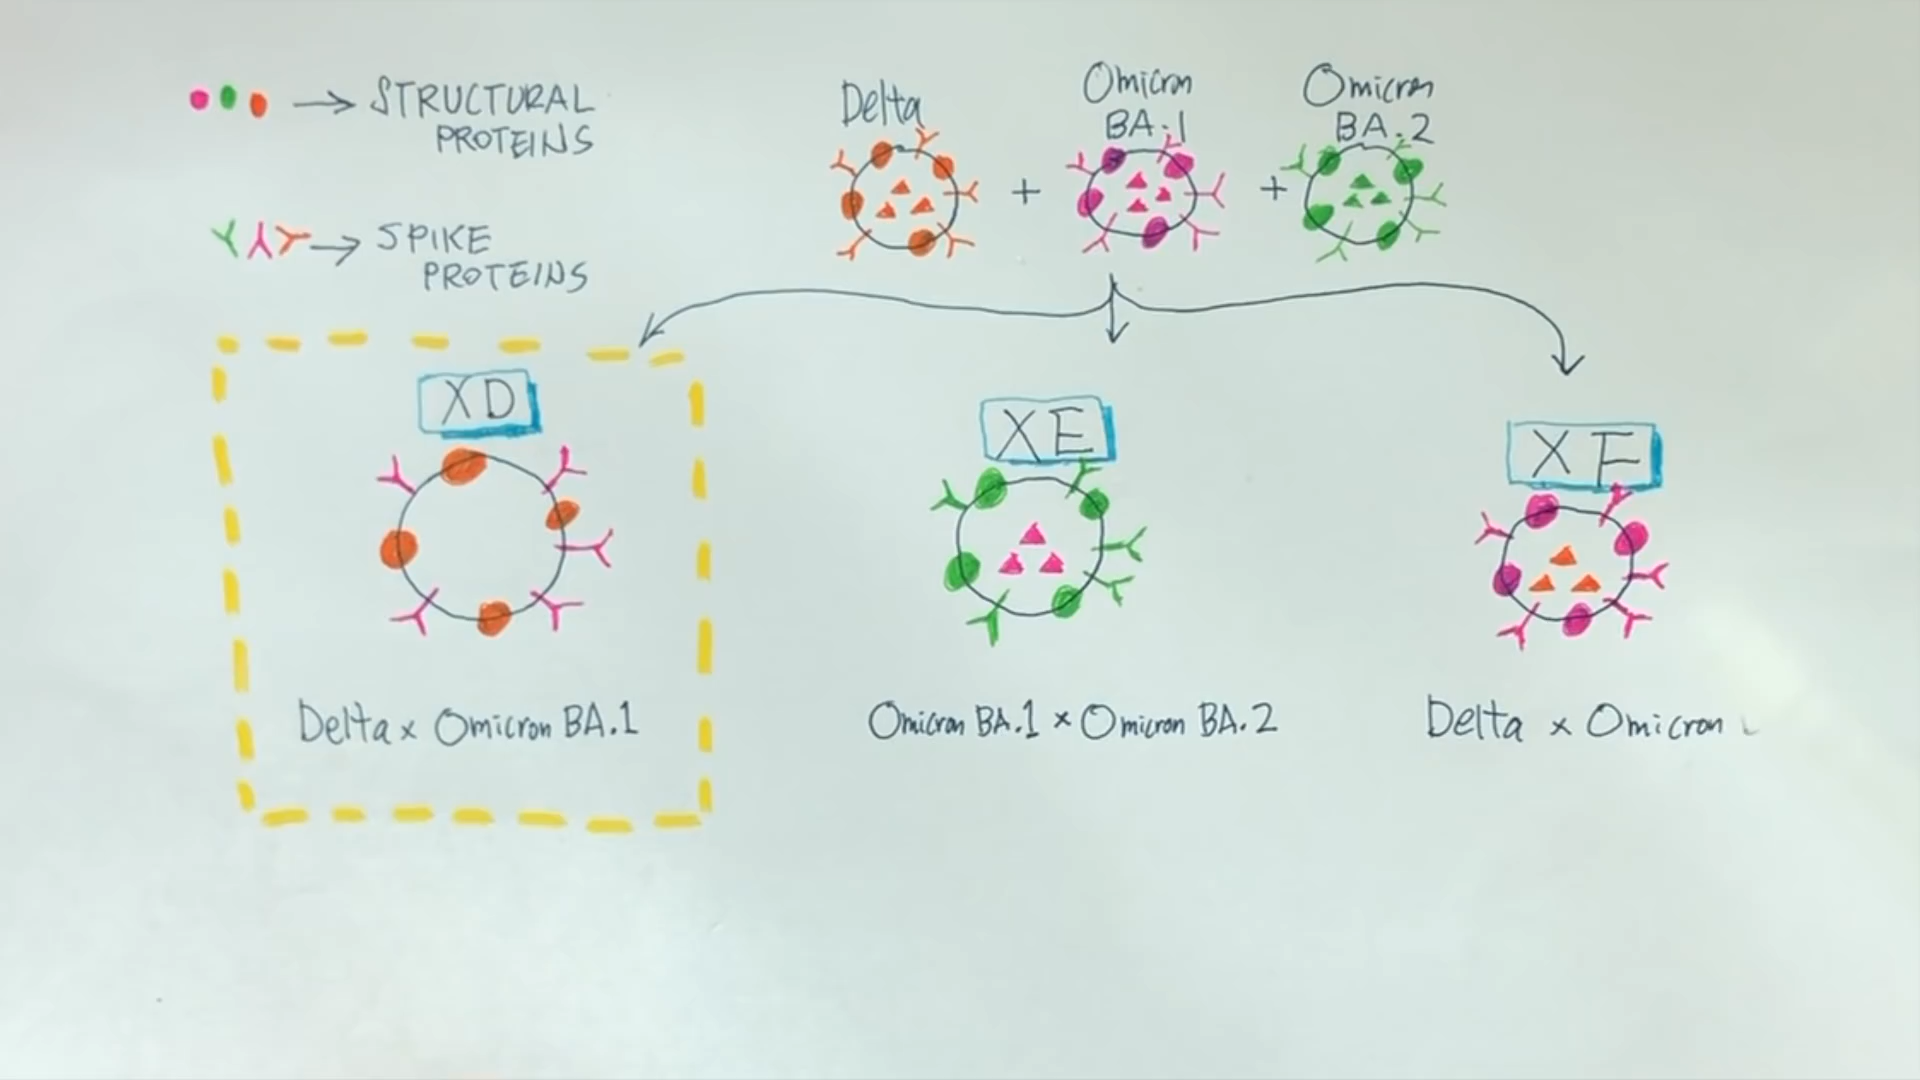 STRUCTURAL
PROTEINS
SPIKE
PROTEINS
Delta
Omicron
BA.1
Omicron
BA.2
XD
XE
XF
Delta x Omicron BA.1
Omicron BA.1 x Omicron BA.2
Delta x Omicron